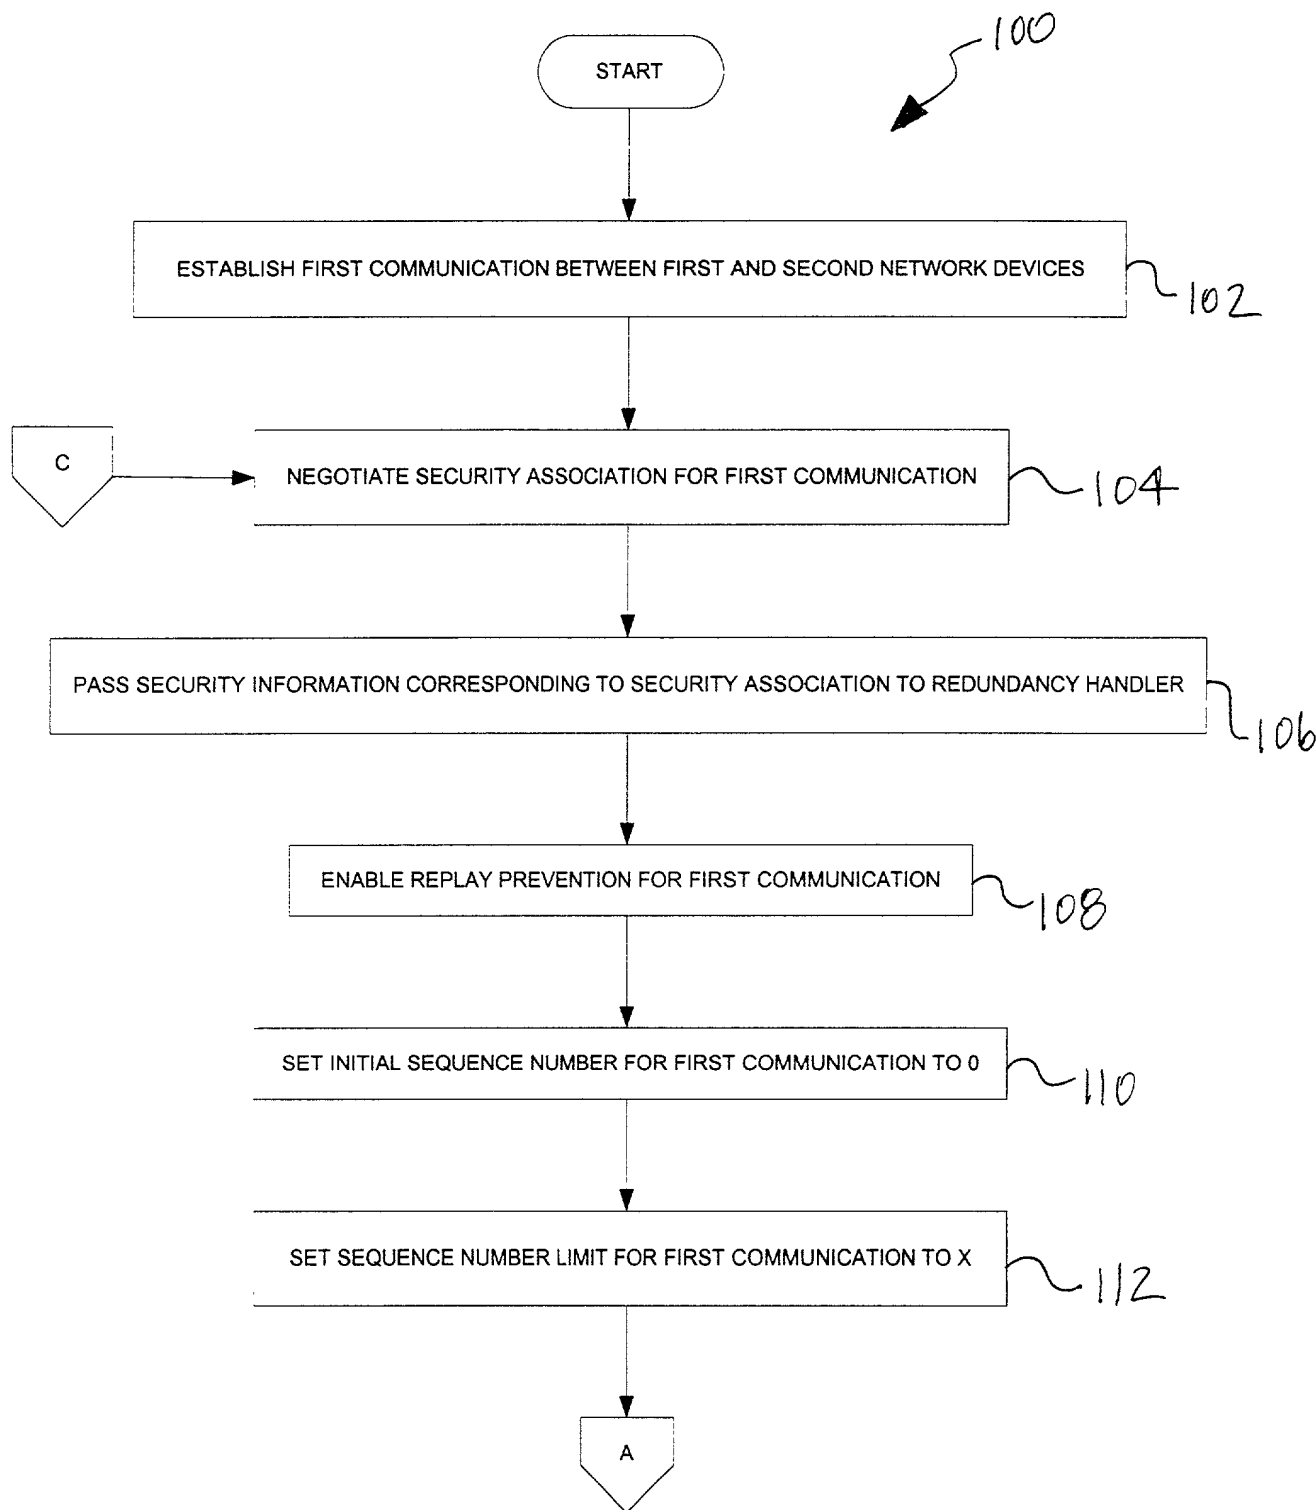 100
START
ESTABLISH FIRST COMMUNICATION BETWEEN FIRST AND SECOND NETWORK DEVICES
102
C
NEGOTIATE SECURITY ASSOCIATION FOR FIRST COMMUNICATION
104
PASS SECURITY INFORMATION CORRESPONDING TO SECURITY ASSOCIATION TO REDUNDANCY HANDLER
106
ENABLE REPLAY PREVENTION FOR FIRST COMMUNICATION
108
SET INITIAL SEQUENCE NUMBER FOR FIRST COMMUNICATION TO 0
110
SET SEQUENCE NUMBER LIMIT FOR FIRST COMMUNICATION TO X
112
A